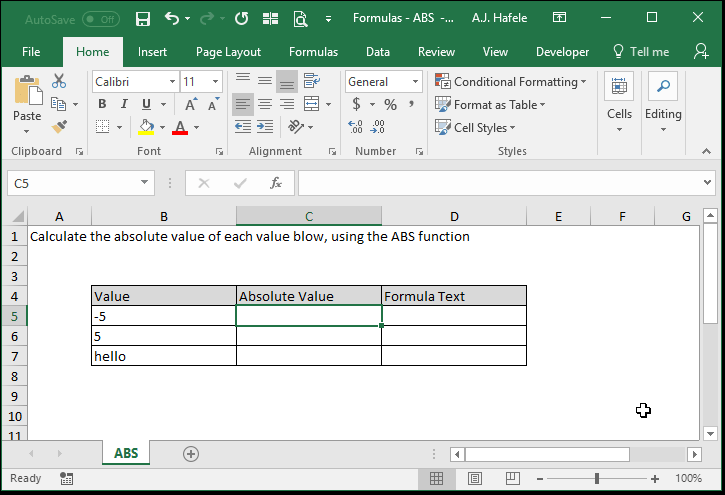 AutoSave Off Formulas - ABS -... A.J. Hafele
File Home Insert Page Layout Formulas Data Review View Developer Tell me
Calibri 11 General Conditional Formatting
Paste B I U A A $ % , Format as Table Cells Editing
A .00 .0 Cell Styles
Clipboard Font Alignment Number Styles
C5 fx
A B C D E F G
1 Calculate the absolute value of each value blow, using the ABS function
2
3
4 Value Absolute Value Formula Text
5 -5
6 5
7 hello
8
9
10
11
ABS
Ready 100%